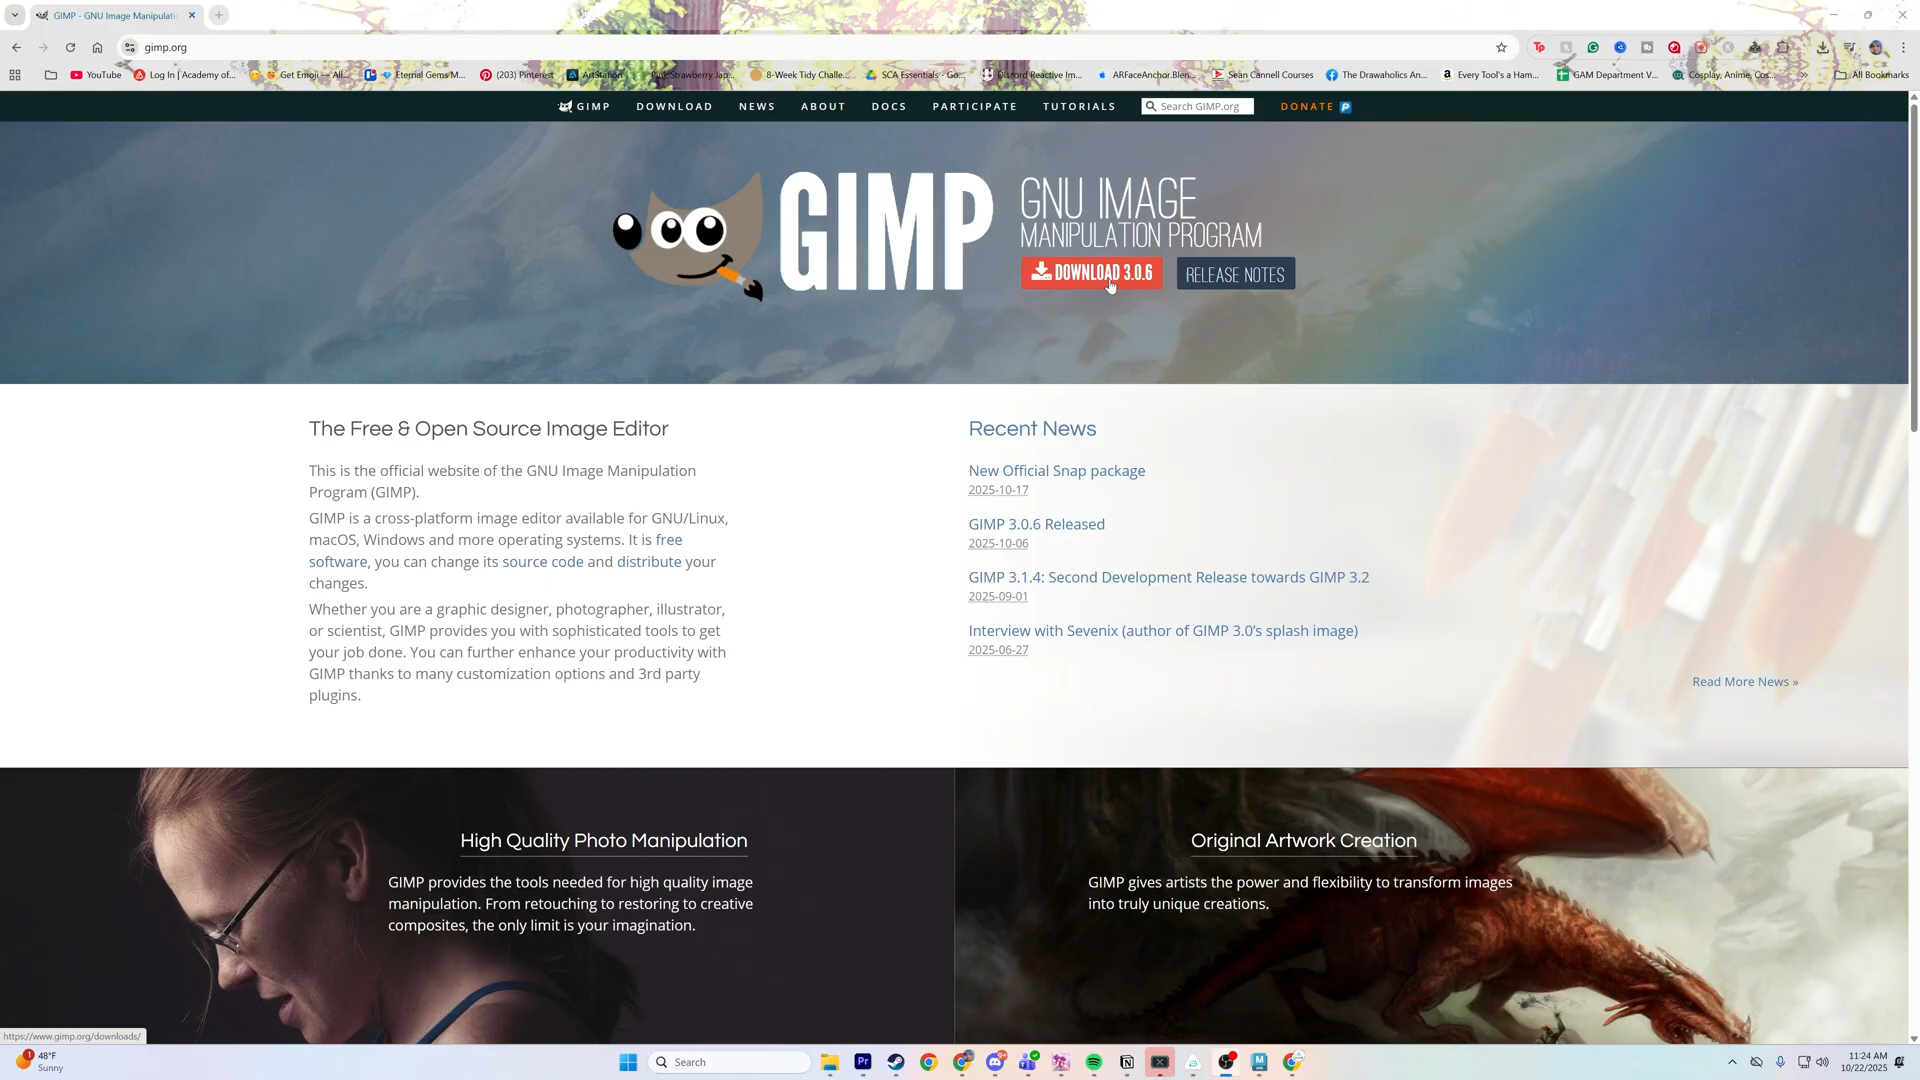 GIMP - GNU Image Manipulati
gimp.org
YouTube
Log In | Academy of...
Get Emoji — All...
Eternal Gems M...
(203) Pinterest
ArtStation
Pink Strawberry Jap...
8-Week Tidy Challe...
SCA Essentials - Go...
Discord Reactive Im...
ARFaceAnchor.Blen...
Sean Cannell Courses
The Drawaholics An...
Every Tool's a Ham...
GAM Department V...
Cosplay, Anime, Cos...
All Bookmarks
GIMP
DOWNLOAD
NEWS
ABOUT
DOCS
PARTICIPATE
TUTORIALS
Search GIMP.org
DONATE
GIMP
GNU IMAGE
MANIPULATION PROGRAM
DOWNLOAD 3.0.6
RELEASE NOTES
The Free & Open Source Image Editor
This is the official website of the GNU Image Manipulation
Program (GIMP).
GIMP is a cross-platform image editor available for GNU/Linux,
macOS, Windows and more operating systems. It is free
software, you can change its source code and distribute your
changes.
Whether you are a graphic designer, photographer, illustrator,
or scientist, GIMP provides you with sophisticated tools to get
your job done. You can further enhance your productivity with
GIMP thanks to many customization options and 3rd party
plugins.
Recent News
New Official Snap package
2025-10-17
GIMP 3.0.6 Released
2025-10-06
GIMP 3.1.4: Second Development Release towards GIMP 3.2
2025-09-01
Interview with Sevenix (author of GIMP 3.0's splash image)
2025-06-27
Read More News »
High Quality Photo Manipulation
GIMP provides the tools needed for high quality image
manipulation. From retouching to restoring to creative
composites, the only limit is your imagination.
Original Artwork Creation
GIMP gives artists the power and flexibility to transform images
into truly unique creations.
https://www.gimp.org/downloads/
48°F
Sunny
Search
11:24 AM
10/22/2025